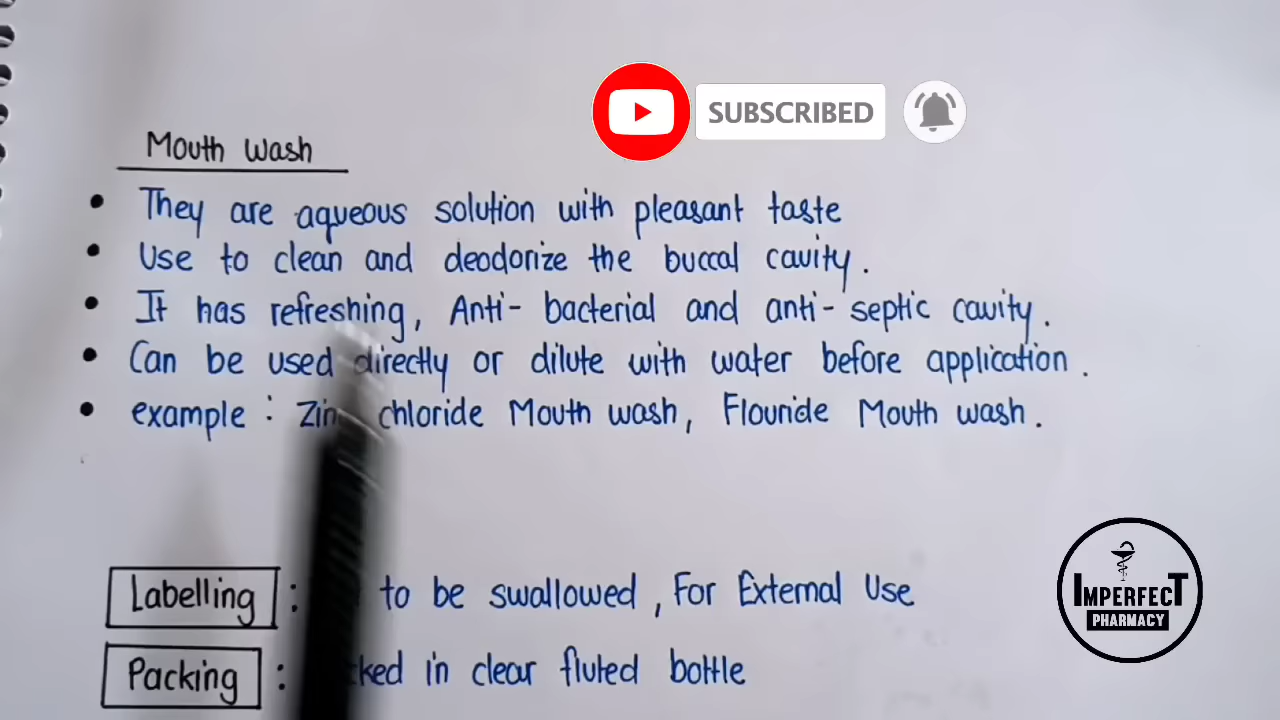 SUBSCRIBED
Mouth Wash
• They are aqueous solution with pleasant taste
• Use to clean and deodorize the buccal cavity.
• It has refreshing, Anti-bacterial and anti-septic cavity.
• Can be used directly or dilute with water before application.
• example : chloride Mouth wash, Flouride Mouth wash.
Labelling : to be swallowed, For External Use
Packing : in clear fluted bottle
IMPERFECT
PHARMACY